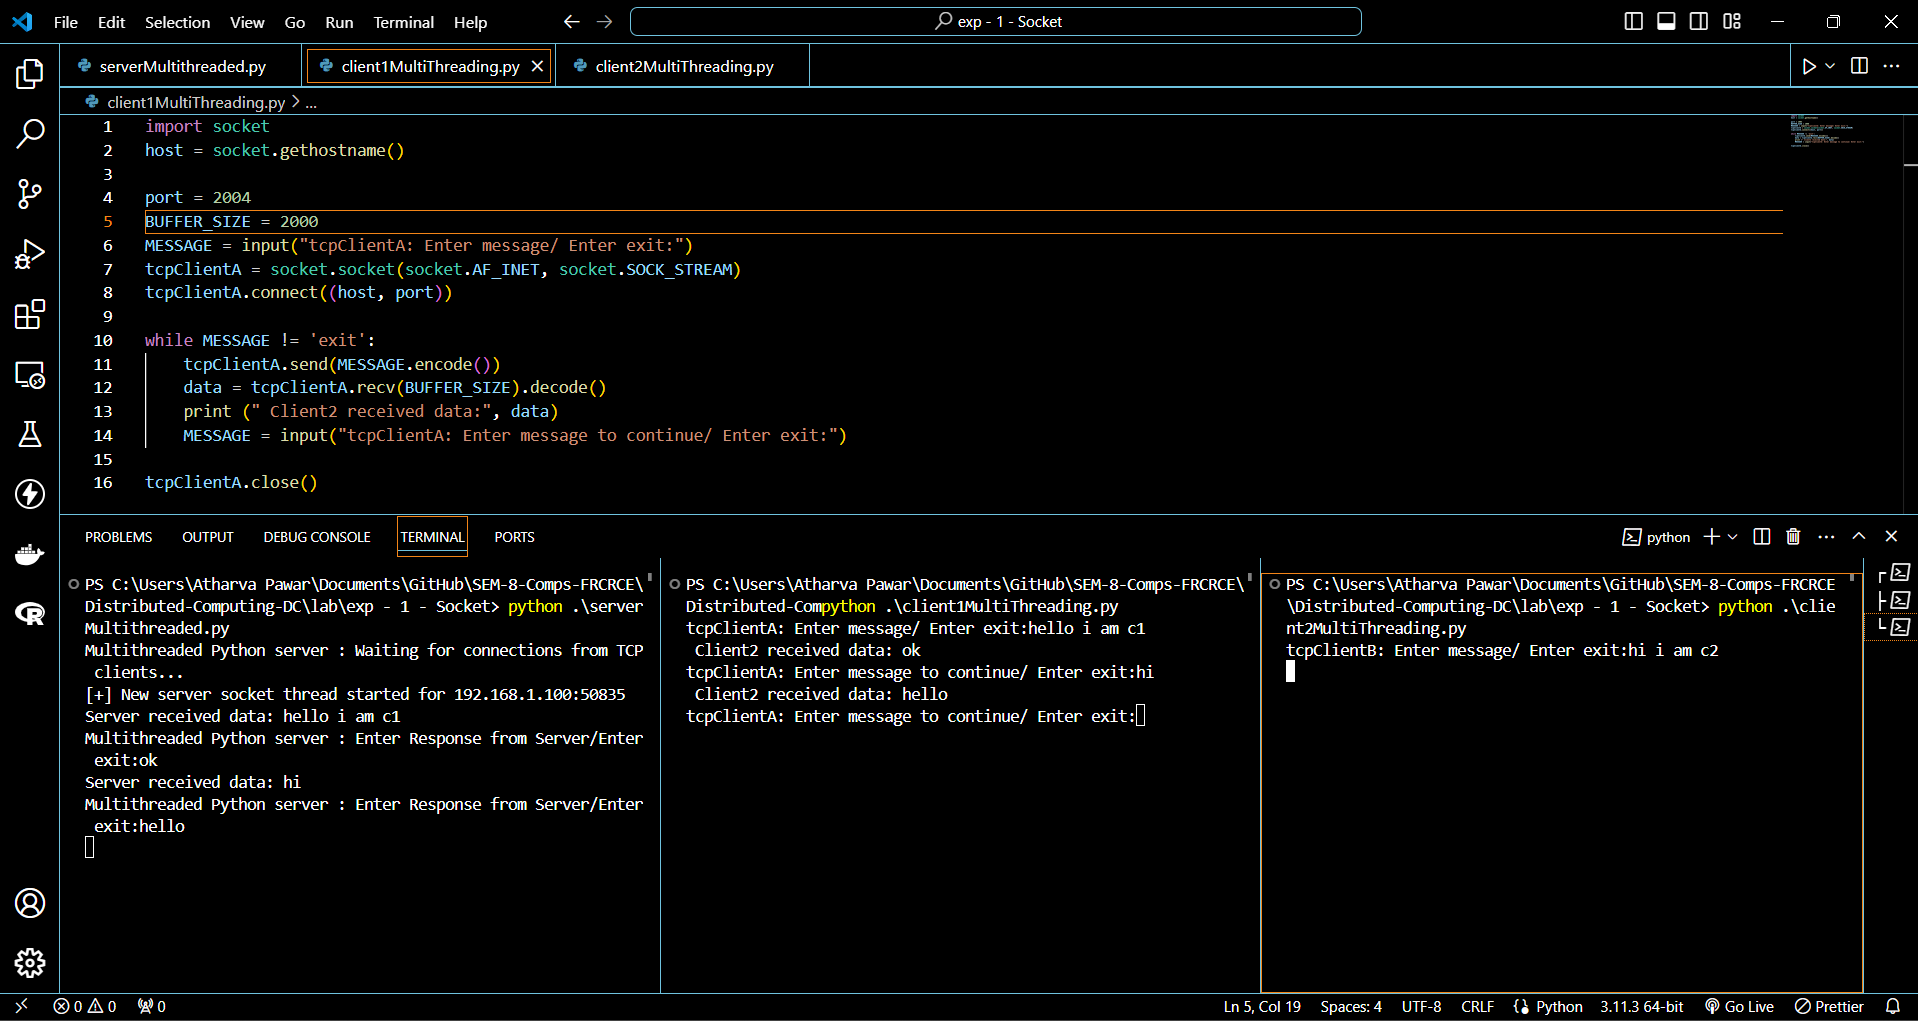 File Edit Selection View Go Run Terminal Help
exp - 1 - Socket
serverMultithreaded.py client1MultiThreading.py client2MultiThreading.py
client1MultiThreading.py > ...
1 import socket
2 host = socket.gethostname()
3
4 port = 2004
5 BUFFER_SIZE = 2000
6 MESSAGE = input("tcpClientA: Enter message/ Enter exit:")
7 tcpClientA = socket.socket(socket.AF_INET, socket.SOCK_STREAM)
8 tcpClientA.connect((host, port))
9
10 while MESSAGE != 'exit':
11     tcpClientA.send(MESSAGE.encode())
12     data = tcpClientA.recv(BUFFER_SIZE).decode()
13     print (" Client2 received data:", data)
14     MESSAGE = input("tcpClientA: Enter message to continue/ Enter exit:")
15
16 tcpClientA.close()
PROBLEMS OUTPUT DEBUG CONSOLE TERMINAL PORTS
python
PS C:\Users\Atharva Pawar\Documents\GitHub\SEM-8-Comps-FRCRCE\
Distributed-Computing-DC\lab\exp - 1 - Socket> python .\server
Multithreaded.py
Multithreaded Python server : Waiting for connections from TCP
 clients...
[+] New server socket thread started for 192.168.1.100:50835
Server received data: hello i am c1
Multithreaded Python server : Enter Response from Server/Enter
 exit:ok
Server received data: hi
Multithreaded Python server : Enter Response from Server/Enter
 exit:hello
PS C:\Users\Atharva Pawar\Documents\GitHub\SEM-8-Comps-FRCRCE\
Distributed-Compython .\client1MultiThreading.py
tcpClientA: Enter message/ Enter exit:hello i am c1
 Client2 received data: ok
tcpClientA: Enter message to continue/ Enter exit:hi
 Client2 received data: hello
tcpClientA: Enter message to continue/ Enter exit:
PS C:\Users\Atharva Pawar\Documents\GitHub\SEM-8-Comps-FRCRCE
\Distributed-Computing-DC\lab\exp - 1 - Socket> python .\clie
nt2MultiThreading.py
tcpClientB: Enter message/ Enter exit:hi i am c2
0 0 0 Ln 5, Col 19 Spaces: 4 UTF-8 CRLF Python 3.11.3 64-bit Go Live Prettier